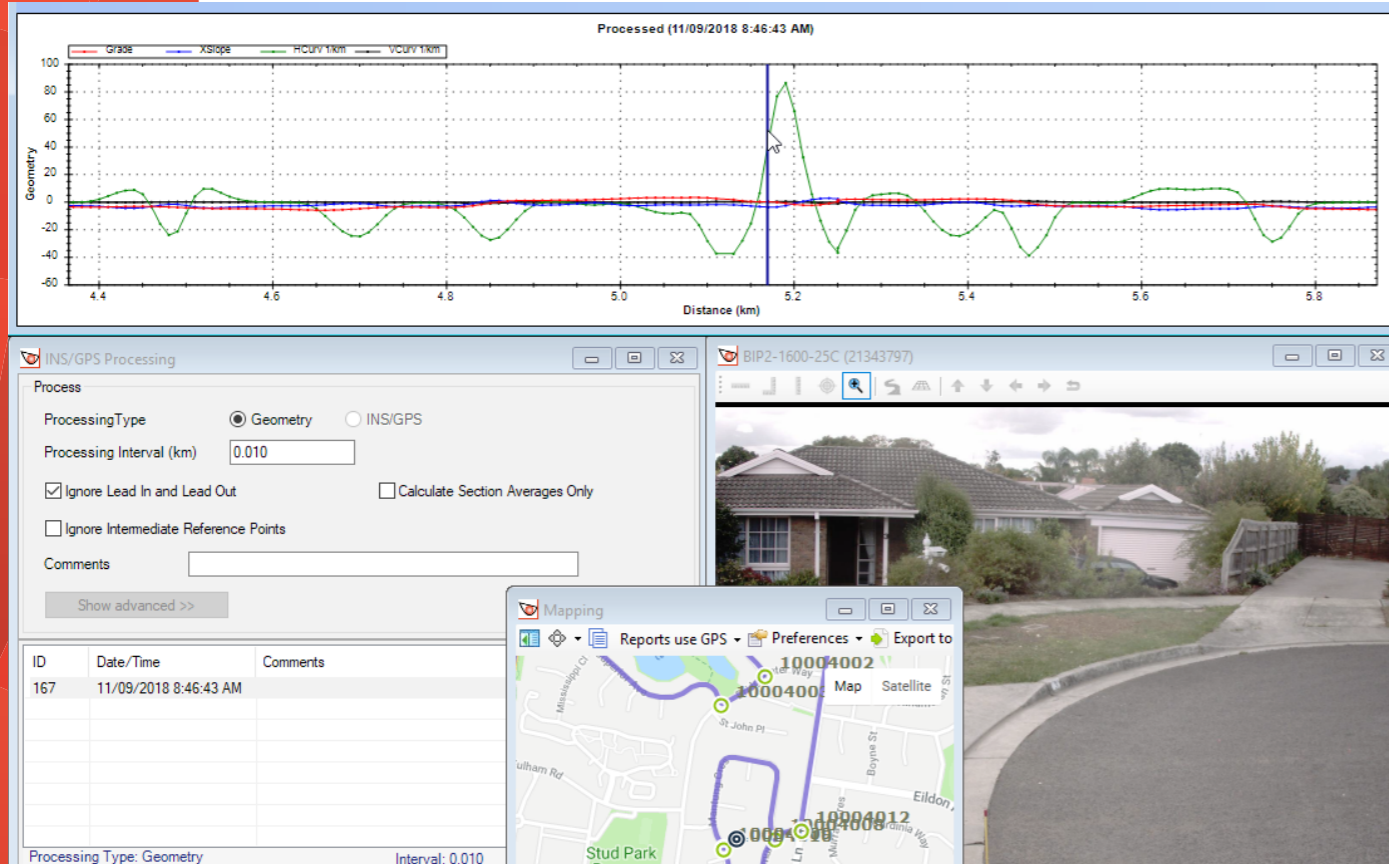 Processed (11/09/2018 8:46:43 AM)
Grade XSlope HCurv 1/km VCurv 1/km
100
80
60
40
20
0
-20
-40
-60
Geometry
4.4 4.6 4.8 5.0 5.2 5.4 5.6 5.8
Distance (km)
INS/GPS Processing
Process
ProcessingType Geometry INS/GPS
Processing Interval (km) 0.010
Ignore Lead In and Lead Out Calculate Section Averages Only
Ignore Intermediate Reference Points
Comments
Show advanced >>
ID Date/Time Comments
167 11/09/2018 8:46:43 AM
Processing Type: Geometry Interval: 0.010
BIP2-1600-25C (21343797)
Mapping
Reports use GPS Preferences Export to
10004002
Map Satellite
Mississippi
St John Pl
Boyne St
ulham Rd
Eildon
10004012
10004008
Stud Park
Ln